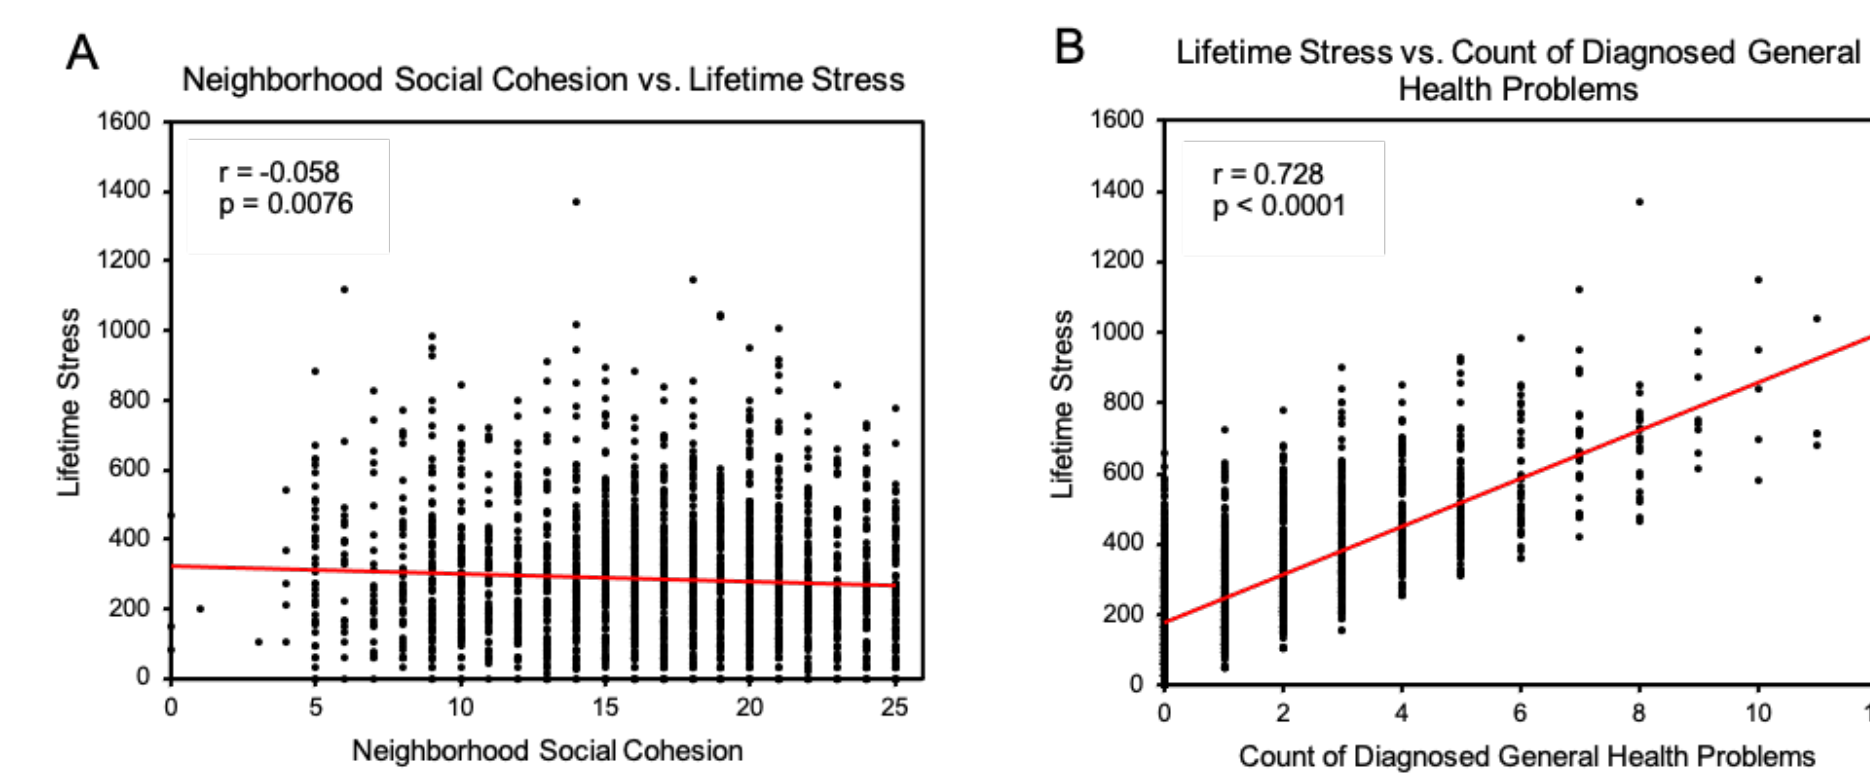 A
Neighborhood Social Cohesion vs. Lifetime Stress
1600
1400
1200
1000
800
600
400
200
0
r = -0.058
p = 0.0076
Lifetime Stress
0 5 10 15 20 25
Neighborhood Social Cohesion
B
Lifetime Stress vs. Count of Diagnosed General
Health Problems
1600
1400
1200
1000
800
600
400
200
0
r = 0.728
p < 0.0001
Lifetime Stress
0 2 4 6 8 10
Count of Diagnosed General Health Problems